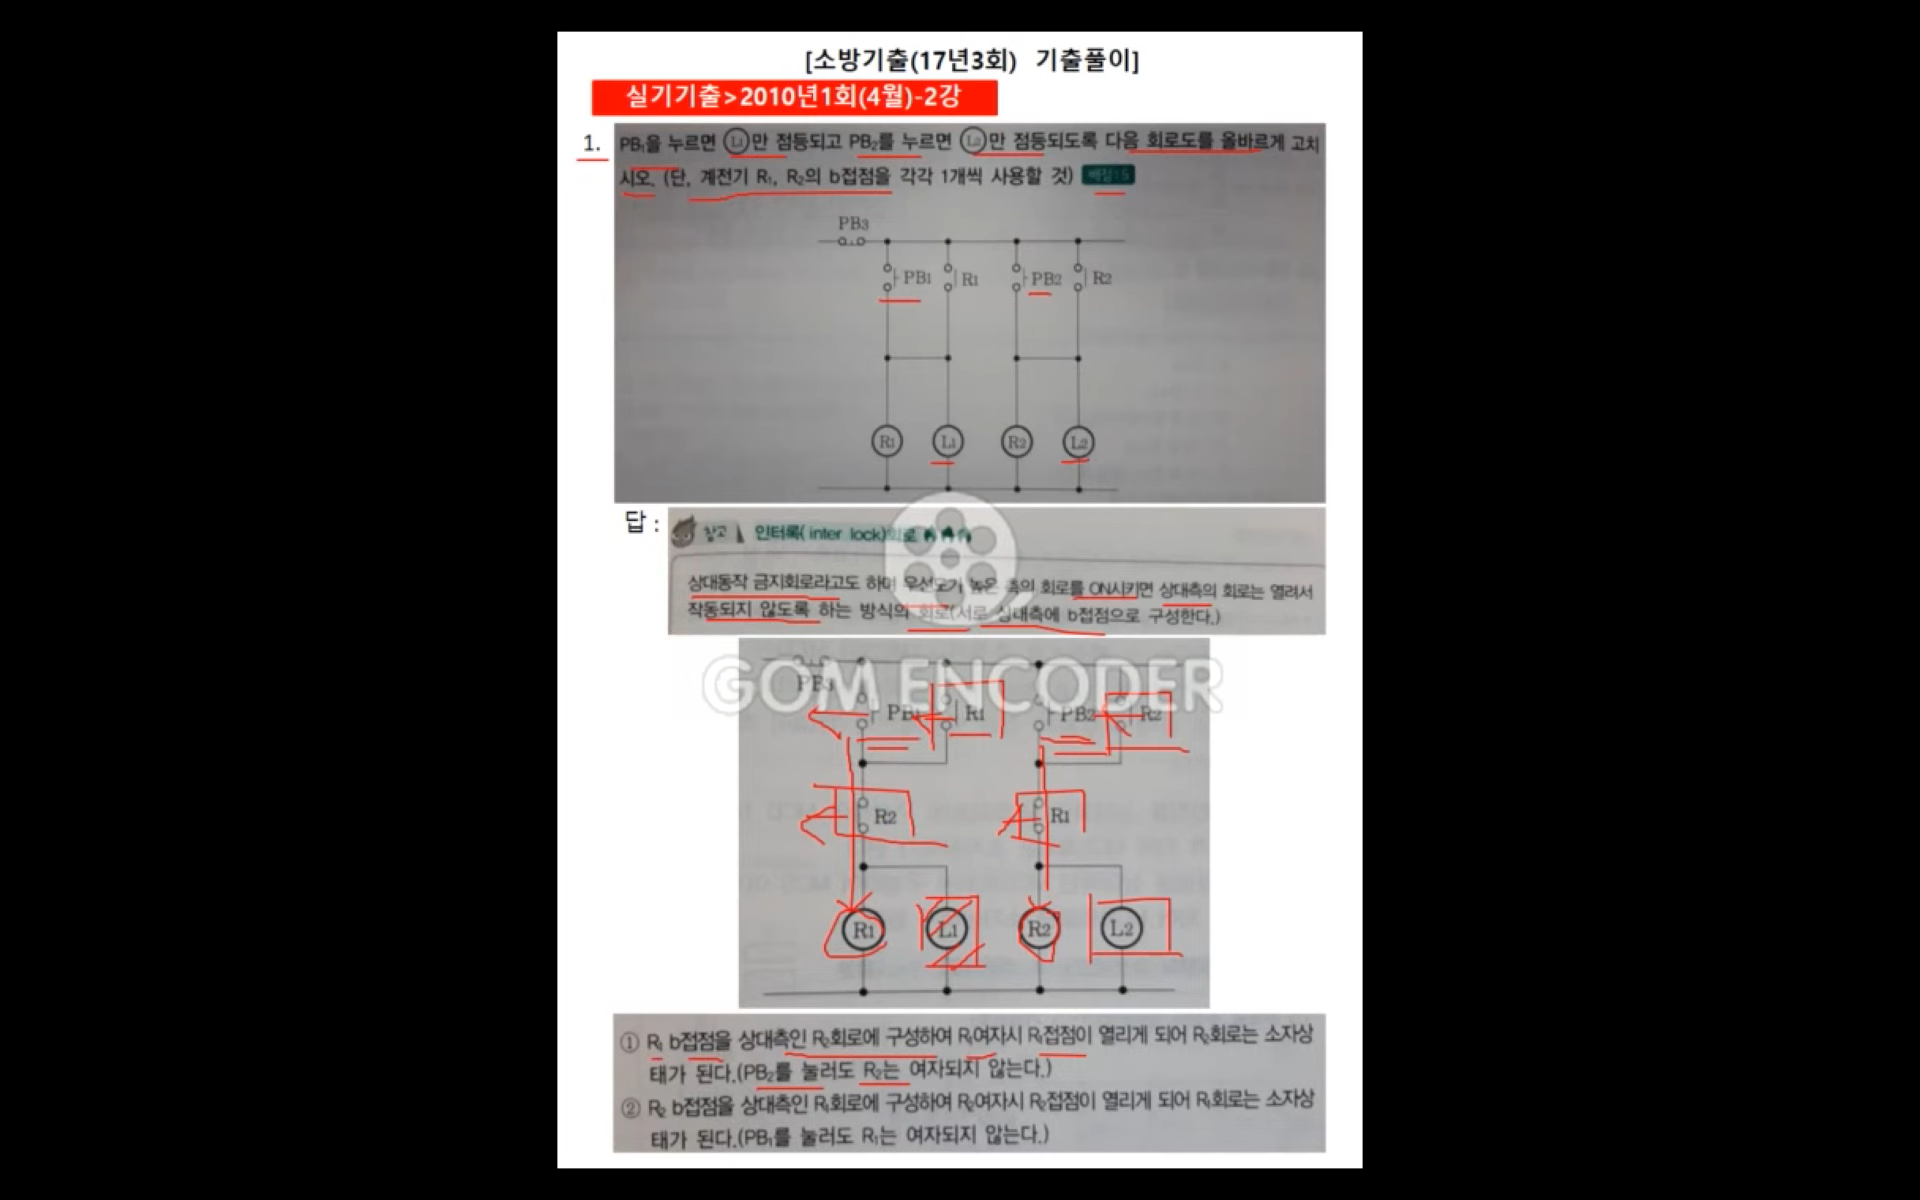 [소방기출(17년3회) 기출풀이]
실기기출>2010년1회(4월)-2강
1. PB₁을 누르면 L₁만 점등되고 PB₂를 누르면 L₂만 점등되도록 다음 회로도를 올바르게 고치
시오. (단, 계전기 R₁, R₂의 b접점을 각각 1개씩 사용할 것) 배점:5
PB3
PB1 R1 PB2 R2
R1 L1 R2 L2
답 :
참고 인터록(inter lock)회로
상대동작 금지회로라고도 하며 우선도가 높은 측의 회로를 ON시키면 상대측의 회로는 열려서
작동되지 않도록 하는 방식의 회로(서로 상대측에 b접점으로 구성한다.)
GOM ENCODER
PB3
PB1 R1 PB2 R2
R2 R1
R1 L1 R2 L2
① R₁ b접점을 상대측인 R₂회로에 구성하여 R₁여자시 R₁접점이 열리게 되어 R₂회로는 소자상
태가 된다.(PB₂를 눌러도 R₂는 여자되지 않는다.)
② R₂ b접점을 상대측인 R₁회로에 구성하여 R₂여자시 R₂접점이 열리게 되어 R₁회로는 소자상
태가 된다.(PB₁를 눌러도 R₁는 여자되지 않는다.)